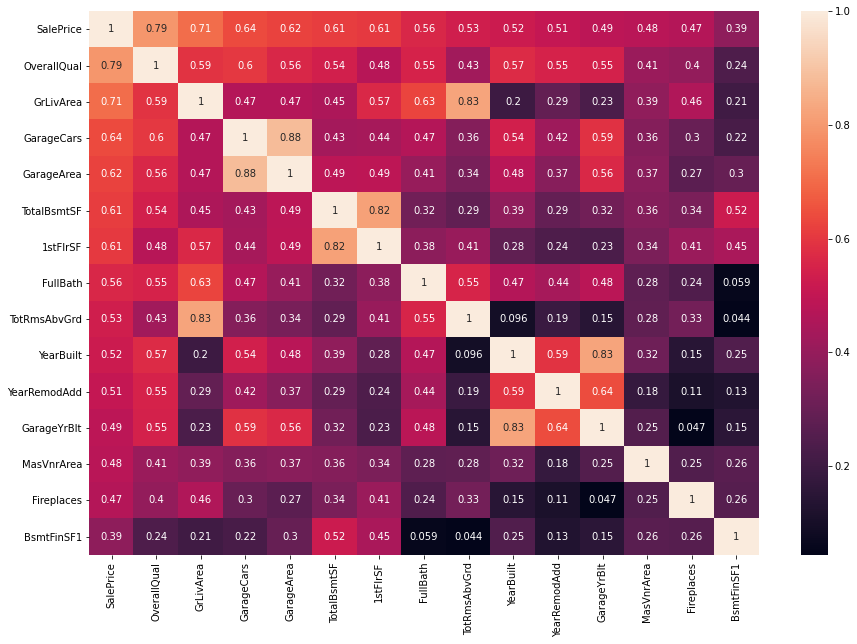 SalePrice 1 0.79 0.71 0.64 0.62 0.61 0.61 0.56 0.53 0.52 0.51 0.49 0.48 0.47 0.39
OverallQual 0.79 1 0.59 0.6 0.56 0.54 0.48 0.55 0.43 0.57 0.55 0.55 0.41 0.4 0.24
GrLivArea 0.71 0.59 1 0.47 0.47 0.45 0.57 0.63 0.83 0.2 0.29 0.23 0.39 0.46 0.21
GarageCars 0.64 0.6 0.47 1 0.88 0.43 0.44 0.47 0.36 0.54 0.42 0.59 0.36 0.3 0.22
GarageArea 0.62 0.56 0.47 0.88 1 0.49 0.49 0.41 0.34 0.48 0.37 0.56 0.37 0.27 0.3
TotalBsmtSF 0.61 0.54 0.45 0.43 0.49 1 0.82 0.32 0.29 0.39 0.29 0.32 0.36 0.34 0.52
1stFlrSF 0.61 0.48 0.57 0.44 0.49 0.82 1 0.38 0.41 0.28 0.24 0.23 0.34 0.41 0.45
FullBath 0.56 0.55 0.63 0.47 0.41 0.32 0.38 1 0.55 0.47 0.44 0.48 0.28 0.24 0.059
TotRmsAbvGrd 0.53 0.43 0.83 0.36 0.34 0.29 0.41 0.55 1 0.096 0.19 0.15 0.28 0.33 0.044
YearBuilt 0.52 0.57 0.2 0.54 0.48 0.39 0.28 0.47 0.096 1 0.59 0.83 0.32 0.15 0.25
YearRemodAdd 0.51 0.55 0.29 0.42 0.37 0.29 0.24 0.44 0.19 0.59 1 0.64 0.18 0.11 0.13
GarageYrBlt 0.49 0.55 0.23 0.59 0.56 0.32 0.23 0.48 0.15 0.83 0.64 1 0.25 0.047 0.15
MasVnrArea 0.48 0.41 0.39 0.36 0.37 0.36 0.34 0.28 0.28 0.32 0.18 0.25 1 0.25 0.26
Fireplaces 0.47 0.4 0.46 0.3 0.27 0.34 0.41 0.24 0.33 0.15 0.11 0.047 0.25 1 0.26
BsmtFinSF1 0.39 0.24 0.21 0.22 0.3 0.52 0.45 0.059 0.044 0.25 0.13 0.15 0.26 0.26 1
SalePrice
OverallQual
GrLivArea
GarageCars
GarageArea
TotalBsmtSF
1stFlrSF
FullBath
TotRmsAbvGrd
YearBuilt
YearRemodAdd
GarageYrBlt
MasVnrArea
Fireplaces
BsmtFinSF1
1.0
0.8
0.6
0.4
0.2